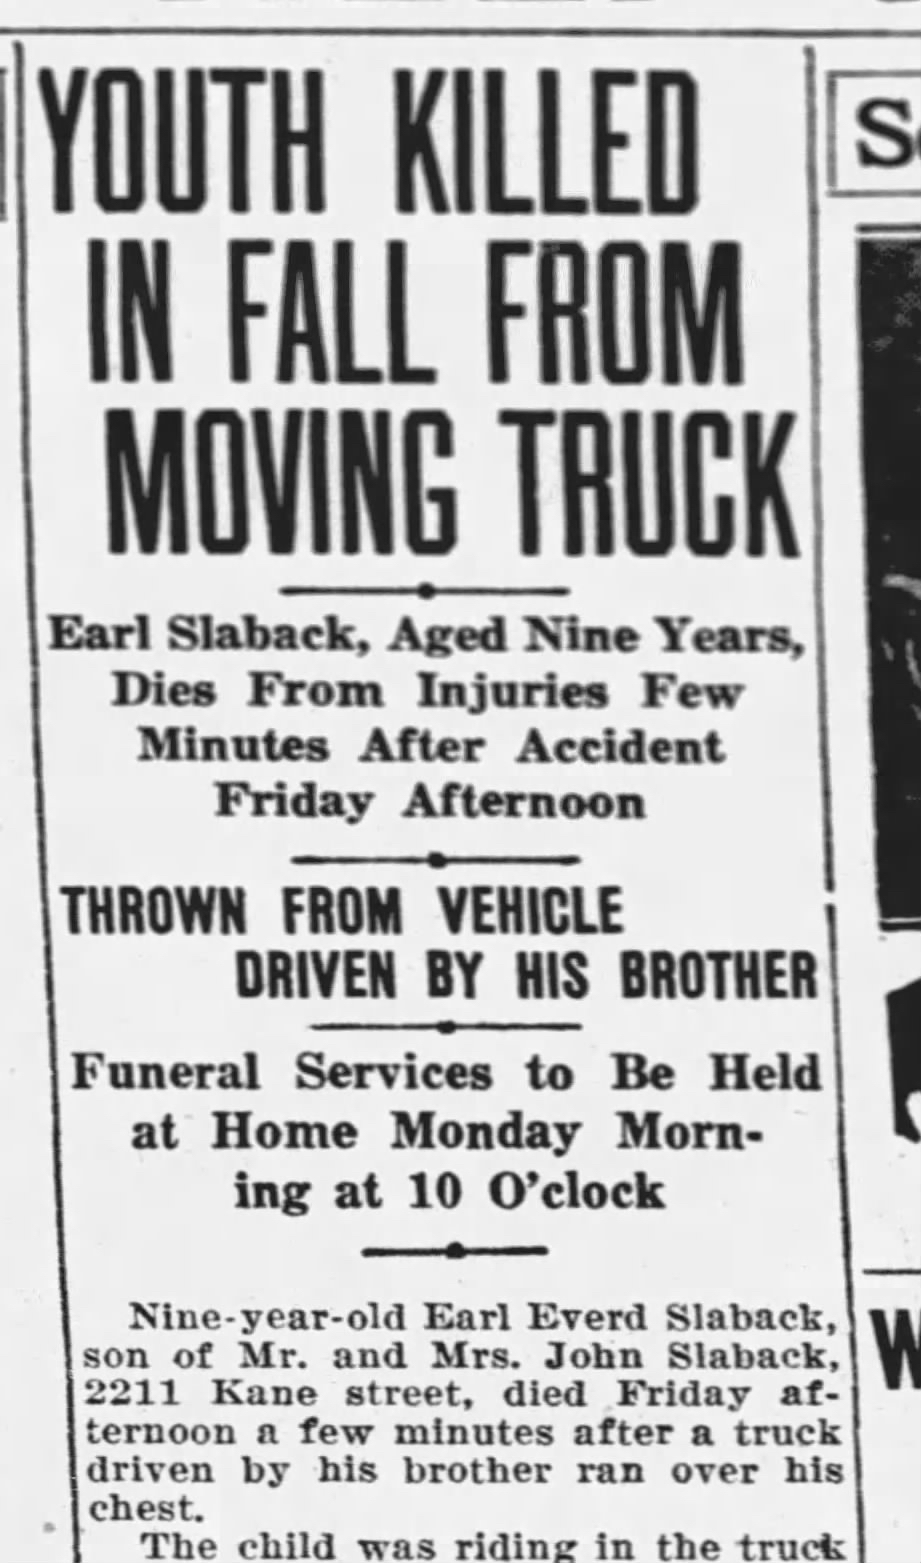 YOUTH KILLED
IN FALL FROM
MOVING TRUCK
Earl Slaback, Aged Nine Years,
Dies From Injuries Few
Minutes After Accident
Friday Afternoon
THROWN FROM VEHICLE
DRIVEN BY HIS BROTHER
Funeral Services to Be Held
at Home Monday Morn-
ing at 10 O'clock
Nine-year-old Earl Everd Slaback,
son of Mr. and Mrs. John Slaback,
2211 Kane street, died Friday af-
ternoon a few minutes after a truck
driven by his brother ran over his
chest.
The child was riding in the truck